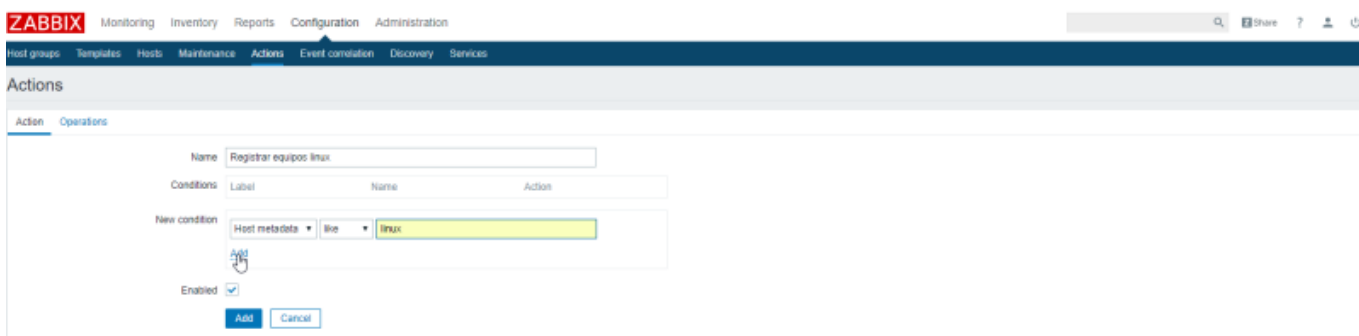 ZABBIX Monitoring Inventory Reports Configuration Administration Share ?
Host groups Templates Hosts Maintenance Actions Event correlation Discovery Services
Actions
Action Operations
Name Registrar equipos linux
Conditions Label Name Action
New condition Host metadata like linux
Add
Enabled
Add Cancel